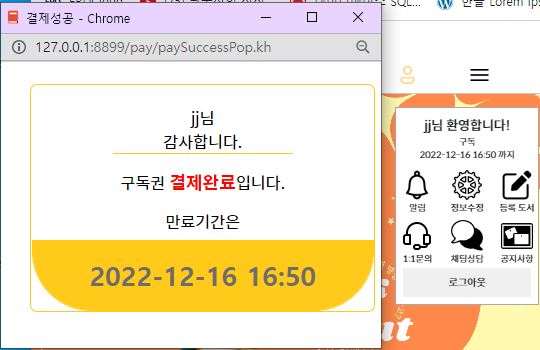 결제성공 - Chrome
127.0.0.1:8899/pay/paySuccessPop.kh
jj님
감사합니다.
구독권 결제완료입니다.
만료기간은
2022-12-16 16:50
한글 Lorem
jj님 환영합니다!
구독
2022-12-16 16:50 까지
알림 정보수정 등록 도서
1:1문의 채팅상담 공지사항
로그아웃